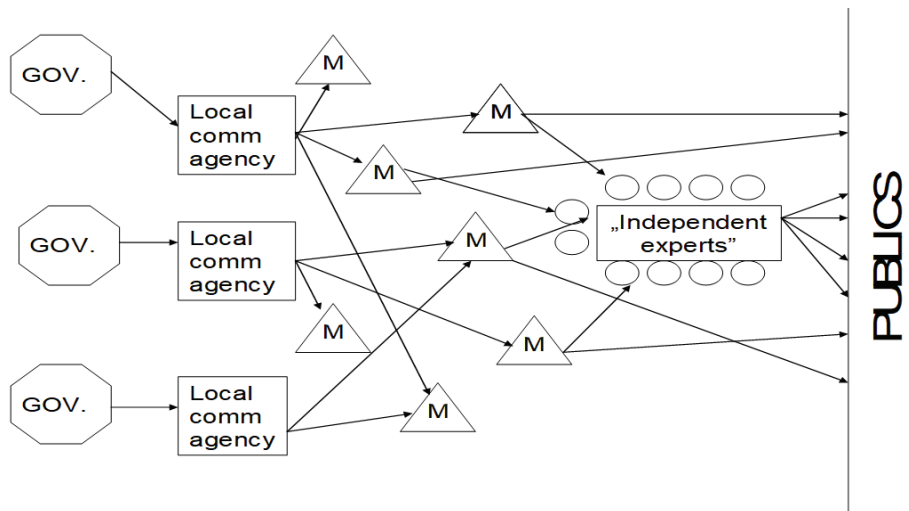 GOV.
Local
comm
agency
M
M
M
GOV.
Local
comm
agency
M
M
M
„Independent
experts”
GOV.
Local
comm
agency
M
PUBLICS